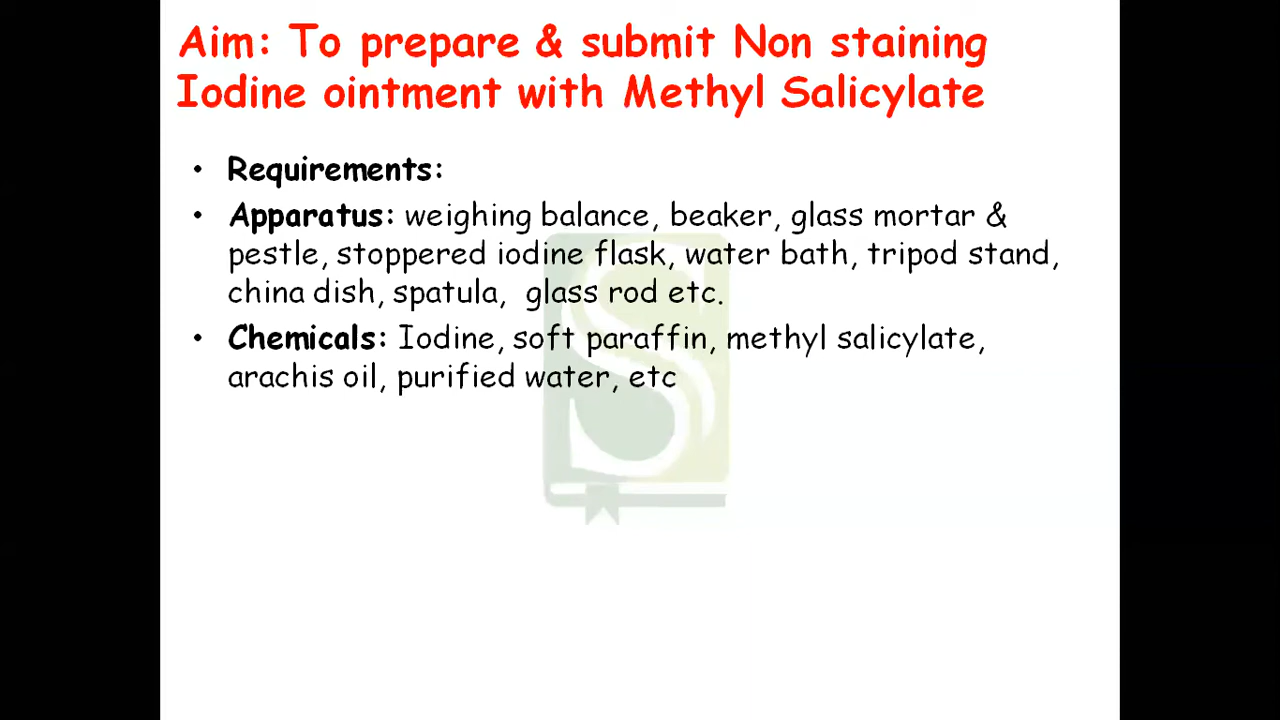 Aim: To prepare & submit Non staining
Iodine ointment with Methyl Salicylate
• Requirements:
• Apparatus: weighing balance, beaker, glass mortar &
pestle, stoppered iodine flask, water bath, tripod stand,
china dish, spatula, glass rod etc.
• Chemicals: Iodine, soft paraffin, methyl salicylate,
arachis oil, purified water, etc